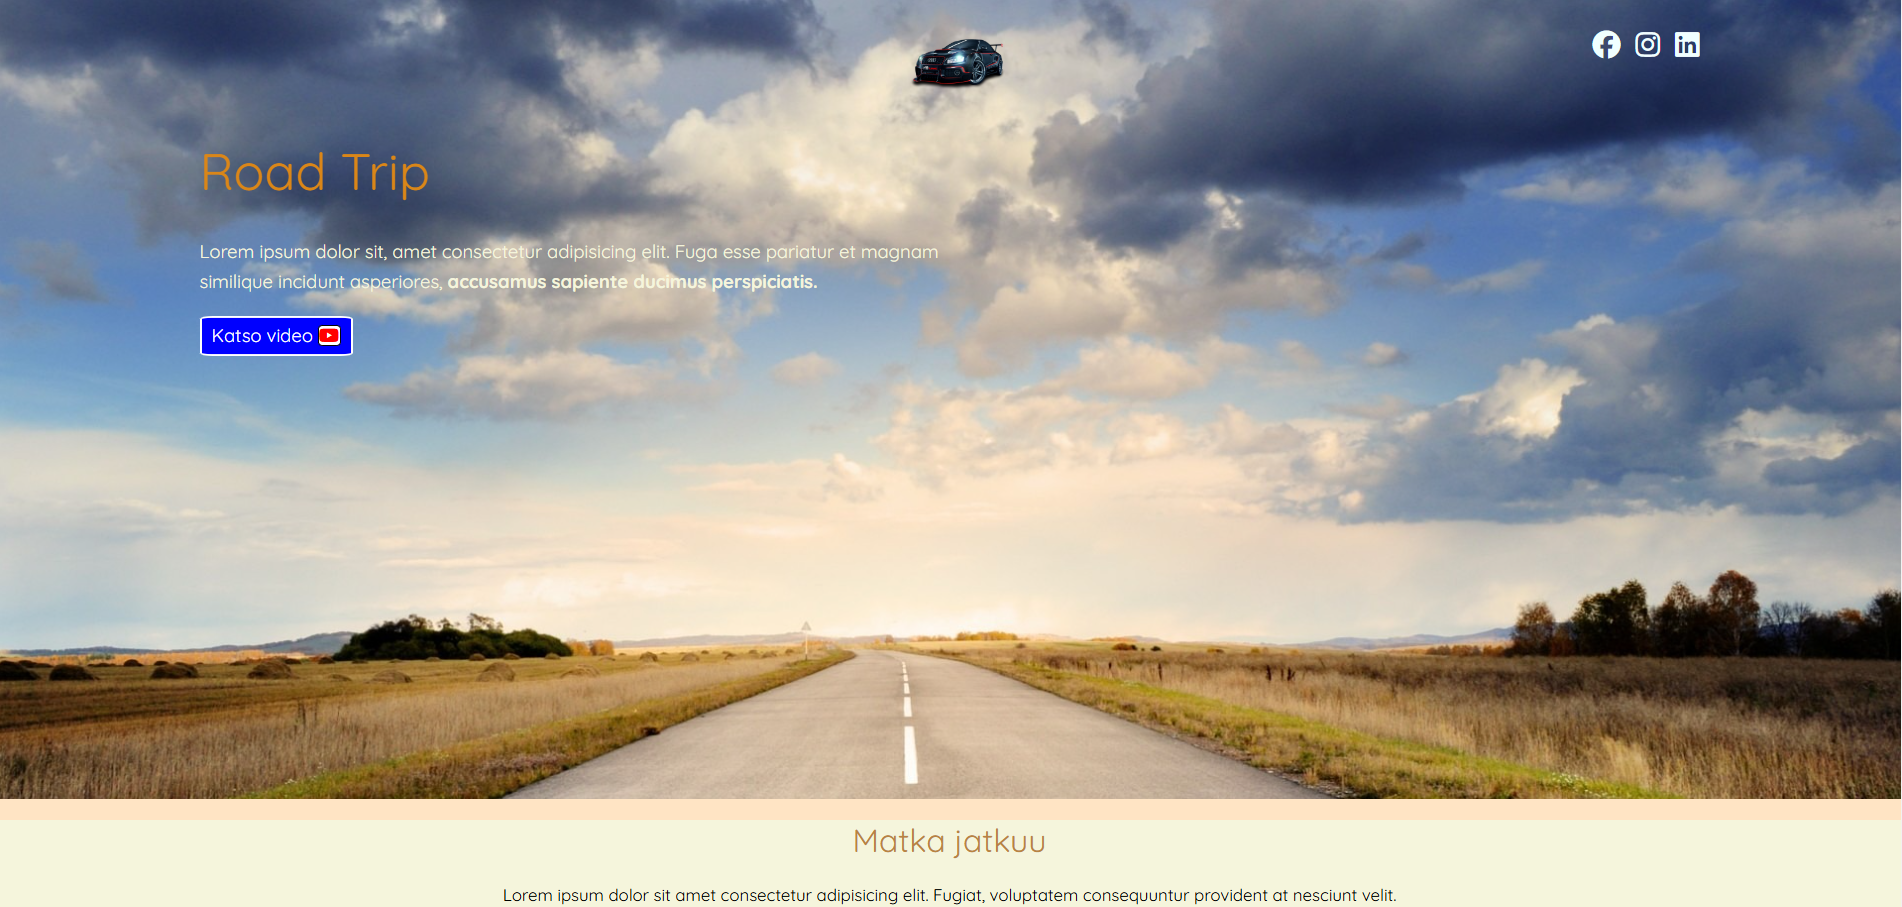 Road Trip
Lorem ipsum dolor sit, amet consectetur adipisicing elit. Fuga esse pariatur et magnam
similique incidunt asperiores, accusamus sapiente ducimus perspiciatis.
Katso video
Matka jatkuu
Lorem ipsum dolor sit amet consectetur adipisicing elit. Fugiat, voluptatem consequuntur provident at nesciunt velit.